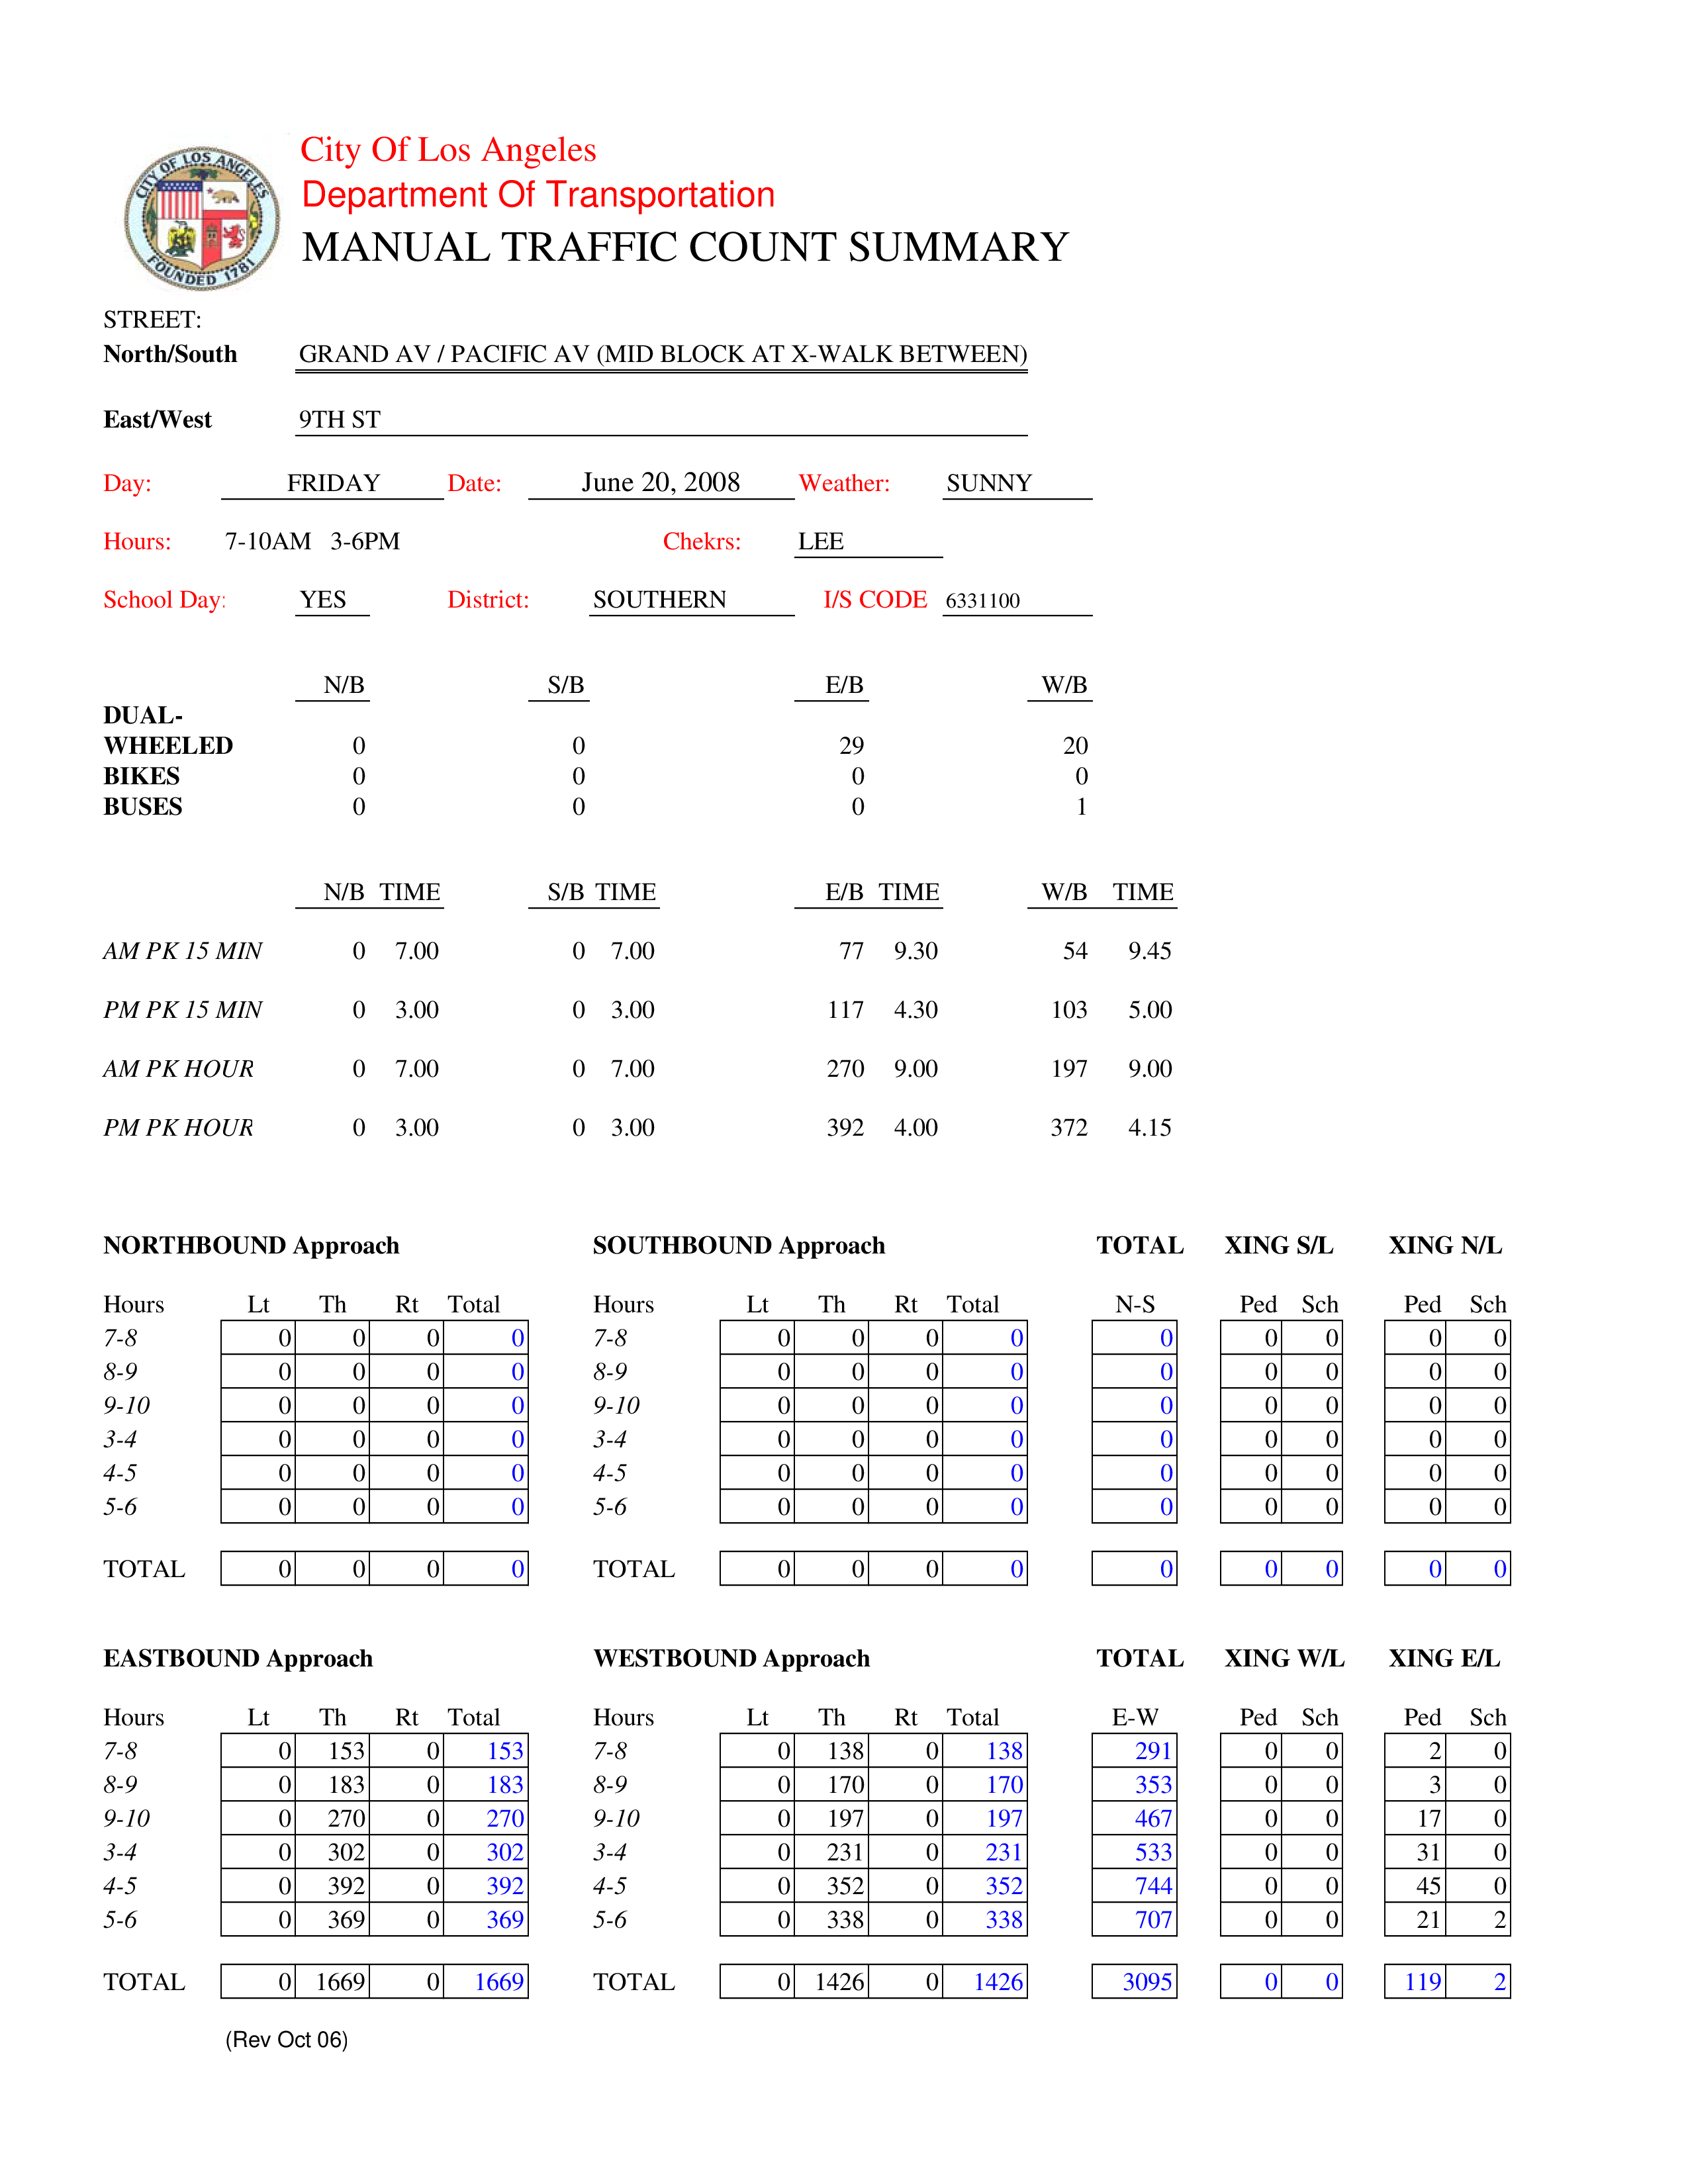 CITY OF LOS ANGELES
FOUNDED 1781
City Of Los Angeles
Department Of Transportation
MANUAL TRAFFIC COUNT SUMMARY
STREET:
North/South GRAND AV / PACIFIC AV (MID BLOCK AT X-WALK BETWEEN)
East/West 9TH ST
Day: FRIDAY Date: June 20, 2008 Weather: SUNNY
Hours: 7-10AM 3-6PM Chekrs: LEE
School Day: YES District: SOUTHERN I/S CODE 6331100
N/B S/B E/B W/B
DUAL-
WHEELED 0 0 29 20
BIKES 0 0 0 0
BUSES 0 0 0 1
N/B TIME S/B TIME E/B TIME W/B TIME
AM PK 15 MIN 0 7.00 0 7.00 77 9.30 54 9.45
PM PK 15 MIN 0 3.00 0 3.00 117 4.30 103 5.00
AM PK HOUR 0 7.00 0 7.00 270 9.00 197 9.00
PM PK HOUR 0 3.00 0 3.00 392 4.00 372 4.15
NORTHBOUND Approach SOUTHBOUND Approach TOTAL XING S/L XING N/L
Hours Lt Th Rt Total Hours Lt Th Rt Total N-S Ped Sch Ped Sch
7-8 0 0 0 0 7-8 0 0 0 0 0 0 0 0 0
8-9 0 0 0 0 8-9 0 0 0 0 0 0 0 0 0
9-10 0 0 0 0 9-10 0 0 0 0 0 0 0 0 0
3-4 0 0 0 0 3-4 0 0 0 0 0 0 0 0 0
4-5 0 0 0 0 4-5 0 0 0 0 0 0 0 0 0
5-6 0 0 0 0 5-6 0 0 0 0 0 0 0 0 0
TOTAL 0 0 0 0 TOTAL 0 0 0 0 0 0 0 0 0
EASTBOUND Approach WESTBOUND Approach TOTAL XING W/L XING E/L
Hours Lt Th Rt Total Hours Lt Th Rt Total E-W Ped Sch Ped Sch
7-8 0 153 0 153 7-8 0 138 0 138 291 0 0 2 0
8-9 0 183 0 183 8-9 0 170 0 170 353 0 0 3 0
9-10 0 270 0 270 9-10 0 197 0 197 467 0 0 17 0
3-4 0 302 0 302 3-4 0 231 0 231 533 0 0 31 0
4-5 0 392 0 392 4-5 0 352 0 352 744 0 0 45 0
5-6 0 369 0 369 5-6 0 338 0 338 707 0 0 21 2
TOTAL 0 1669 0 1669 TOTAL 0 1426 0 1426 3095 0 0 119 2
(Rev Oct 06)